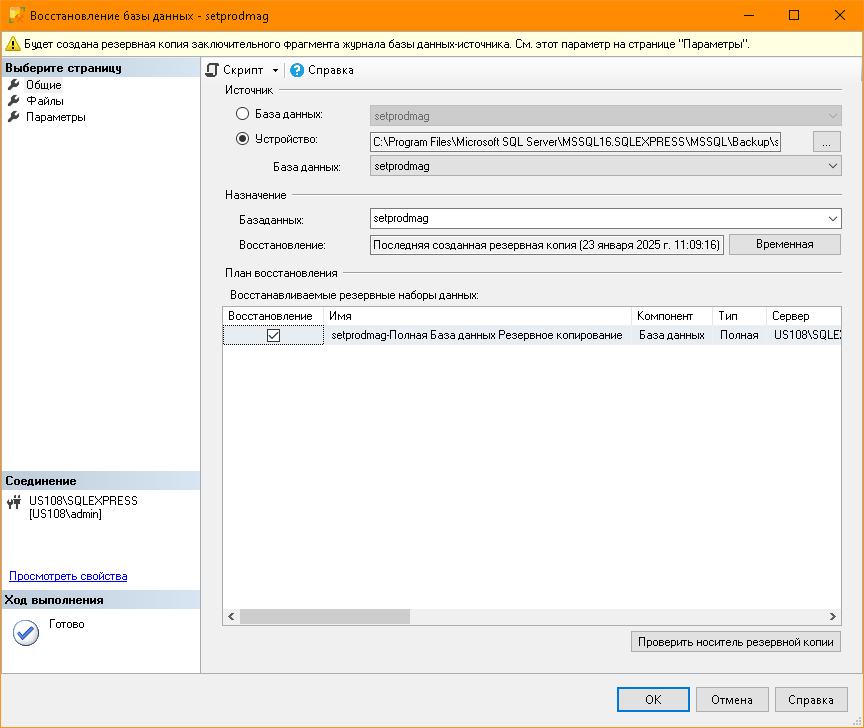 Восстановление базы данных - setprodmag
Будет создана резервная копия заключительного фрагмента журнала базы данных-источника. См. этот параметр на странице "Параметры".
Выберите страницу
Общие
Файлы
Параметры
Скрипт
Справка
Источник
База данных:
setprodmag
Устройство:
C:\Program Files\Microsoft SQL Server\MSSQL16.SQLEXPRESS\MSSQL\Backup\s
...
База данных:
setprodmag
Назначение
Базаданных:
setprodmag
Восстановление:
Последняя созданная резервная копия (23 января 2025 г. 11:09:16)
Временная
План восстановления
Восстанавливаемые резервные наборы данных:
Восстановление Имя Компонент Тип Сервер
setprodmag-Полная База данных Резервное копирование База данных Полная US108\SQLE
Соединение
US108\SQLEXPRESS
[US108\admin]
Просмотреть свойства
Ход выполнения
Готово
Проверить носитель резервной копии
OK
Отмена
Справка